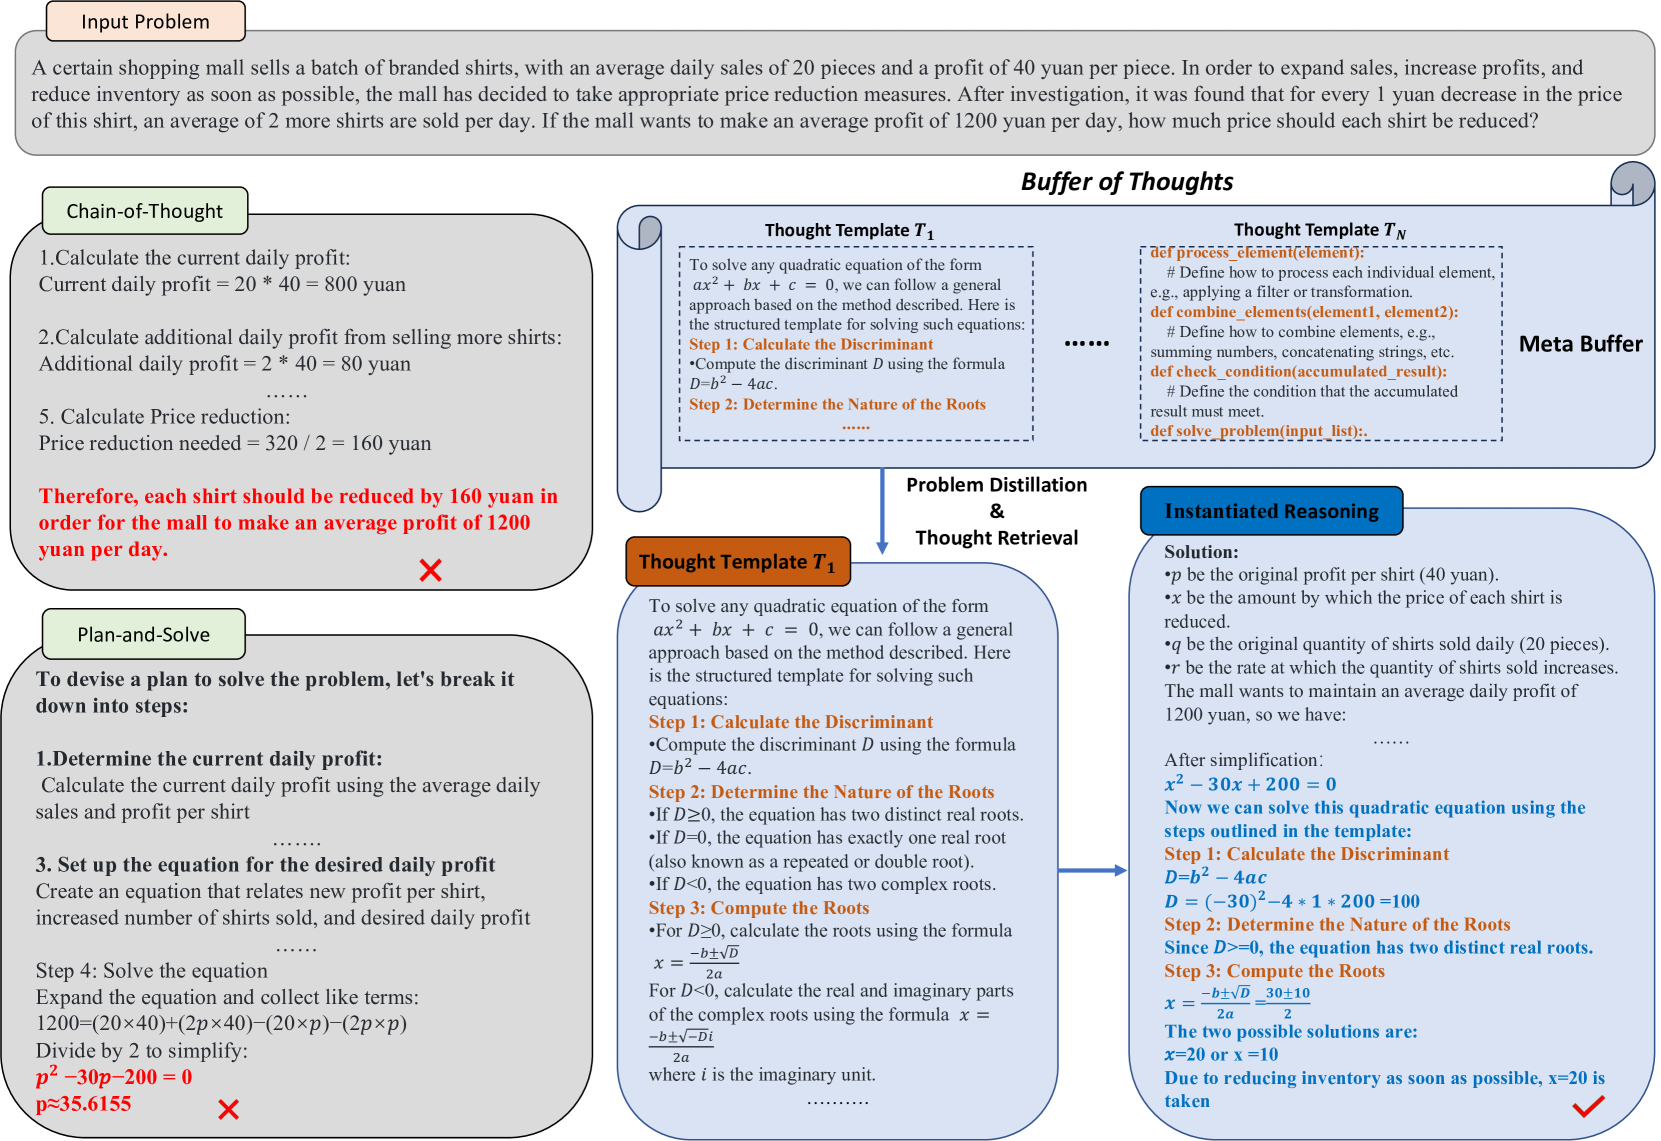 Input Problem
A certain shopping mall sells a batch of branded shirts, with an average daily sales of 20 pieces and a profit of 40 yuan per piece. In order to expand sales, increase profits, and
reduce inventory as soon as possible, the mall has decided to take appropriate price reduction measures. After investigation, it was found that for every 1 yuan decrease in the price
of this shirt, an average of 2 more shirts are sold per day. If the mall wants to make an average profit of 1200 yuan per day, how much price should each shirt be reduced?
Chain-of-Thought
1.Calculate the current daily profit:
Current daily profit = 20 * 40 = 800 yuan
2.Calculate additional daily profit from selling more shirts:
Additional daily profit = 2 * 40 = 80 yuan
……
5. Calculate Price reduction:
Price reduction needed = 320 / 2 = 160 yuan
Therefore, each shirt should be reduced by 160 yuan in
order for the mall to make an average profit of 1200
yuan per day.
Plan-and-Solve
To devise a plan to solve the problem, let's break it
down into steps:
1.Determine the current daily profit:
Calculate the current daily profit using the average daily
sales and profit per shirt
…….
3. Set up the equation for the desired daily profit
Create an equation that relates new profit per shirt,
increased number of shirts sold, and desired daily profit
……
Step 4: Solve the equation
Expand the equation and collect like terms:
1200=(20×40)+(2p×40)−(20×p)−(2p×p)
Divide by 2 to simplify:
p² −30p−200 = 0
p≈35.6155
Buffer of Thoughts
Thought Template T₁
To solve any quadratic equation of the form
ax² + bx + c = 0, we can follow a general
approach based on the method described. Here is
the structured template for solving such equations:
Step 1: Calculate the Discriminant
•Compute the discriminant D using the formula
D=b² − 4ac.
Step 2: Determine the Nature of the Roots
……
……
Thought Template T_N
def process_element(element):
# Define how to process each individual element,
e.g., applying a filter or transformation.
def combine_elements(element1, element2):
# Define how to combine elements, e.g.,
summing numbers, concatenating strings, etc.
def check_condition(accumulated_result):
# Define the condition that the accumulated
result must meet.
def solve_problem(input_list):.
Meta Buffer
Problem Distillation
&
Thought Retrieval
Thought Template T₁
To solve any quadratic equation of the form
ax² + bx + c = 0, we can follow a general
approach based on the method described. Here
is the structured template for solving such
equations:
Step 1: Calculate the Discriminant
•Compute the discriminant D using the formula
D=b² − 4ac.
Step 2: Determine the Nature of the Roots
•If D≥0, the equation has two distinct real roots.
•If D=0, the equation has exactly one real root
(also known as a repeated or double root).
•If D<0, the equation has two complex roots.
Step 3: Compute the Roots
•For D≥0, calculate the roots using the formula
x = (−b±√D)/2a
For D<0, calculate the real and imaginary parts
of the complex roots using the formula x =
(−b±√−D i)/2a
where i is the imaginary unit.
……….
Instantiated Reasoning
Solution:
•p be the original profit per shirt (40 yuan).
•x be the amount by which the price of each shirt is
reduced.
•q be the original quantity of shirts sold daily (20 pieces).
•r be the rate at which the quantity of shirts sold increases.
The mall wants to maintain an average daily profit of
1200 yuan, so we have:
……
After simplification:
x² − 30x + 200 = 0
Now we can solve this quadratic equation using the
steps outlined in the template:
Step 1: Calculate the Discriminant
D=b² − 4ac
D = (−30)²−4 ∗ 1 ∗ 200 =100
Step 2: Determine the Nature of the Roots
Since D>=0, the equation has two distinct real roots.
Step 3: Compute the Roots
x = (−b±√D)/2a =(30±10)/2
The two possible solutions are:
x=20 or x =10
Due to reducing inventory as soon as possible, x=20 is
taken